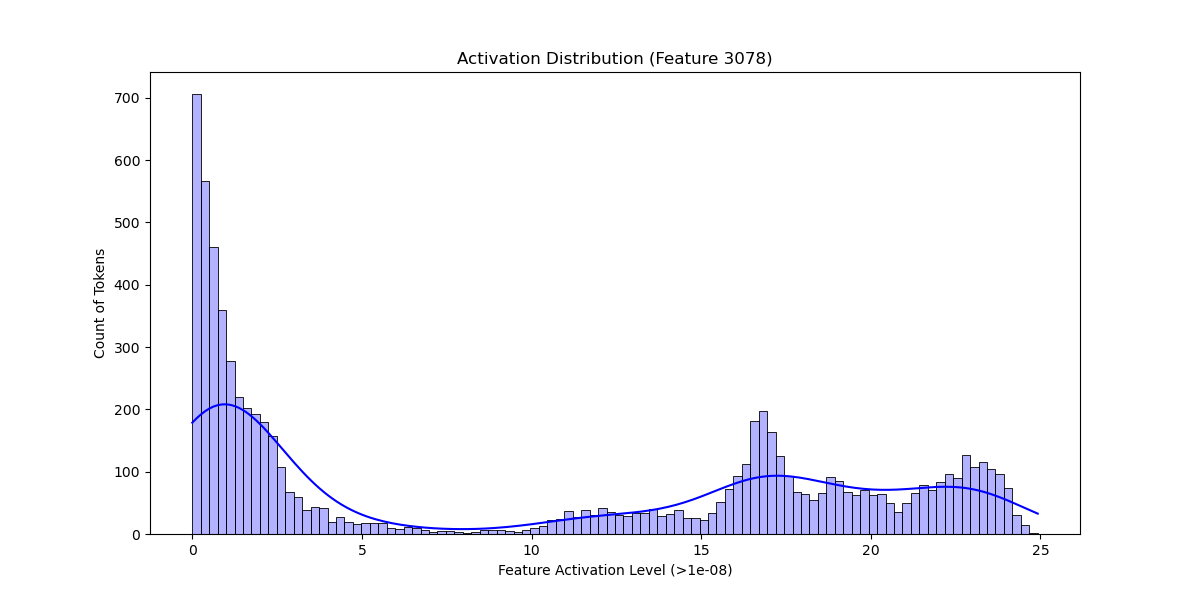 Activation Distribution (Feature 3078)
Count of Tokens
700
600
500
400
300
200
100
0
0 5 10 15 20 25
Feature Activation Level (>1e-08)